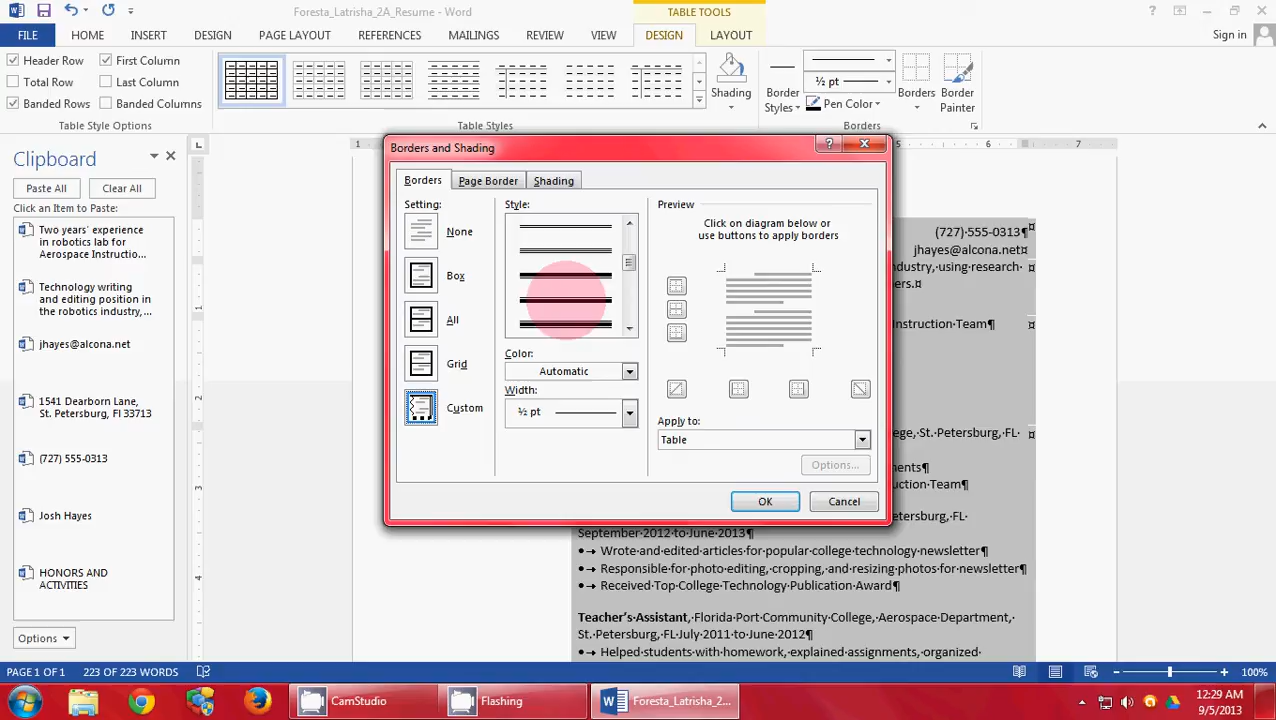 Foresta_Latrisha_2A_Resume - Word
TABLE TOOLS
FILE
HOME
INSERT
DESIGN
PAGE LAYOUT
REFERENCES
MAILINGS
REVIEW
VIEW
DESIGN
LAYOUT
Sign in
Header Row
First Column
Total Row
Last Column
Banded Rows
Banded Columns
Table Style Options
Table Styles
Shading
Border
Styles
½ pt
Pen Color
Borders
Border
Painter
Borders
Clipboard
Paste All
Clear All
Click an Item to Paste:
Two years' experience
in robotics lab for
Aerospace Instructio...
Technology writing
and editing position in
the robotics industry,...
jhayes@alcona.net
1541 Dearborn Lane,
St. Petersburg, Fl 33713
(727) 555-0313
Josh Hayes
HONORS AND
ACTIVITIES
Options
Borders and Shading
Borders
Page Border
Shading
Setting:
None
Box
All
Grid
Custom
Style:
Color:
Automatic
Width:
½ pt
Preview
Click on diagram below or
use buttons to apply borders
Apply to:
Table
Options...
OK
Cancel
1
6
7
1
2
3
4
(727)·555-0313¶
jhayes@alcona.net¤
dustry,·using·research·
ers.¤
Instruction·Team¶
ege,·St.·Petersburg,·FL·
ments¶
uction·Team¶
etersburg,·FL·
September·2012·to·June·2013¶
•→Wrote·and·edited·articles·for·popular·college·technology·newsletter¶
•→Responsible·for·photo·editing,·cropping,·and·resizing·photos·for·newsletter¶
•→Received·Top·College·Technology·Publication·Award¶
Teacher's·Assistant,·Florida·Port·Community·College,·Aerospace·Department,·
St.·Petersburg,·FL·July·2011·to·June·2012¶
•→Helped·students·with·homework,·explained·assignments,·organized·
PAGE 1 OF 1
223 OF 223 WORDS
100%
CamStudio
Flashing
Foresta_Latrisha_2...
12:29 AM
9/5/2013